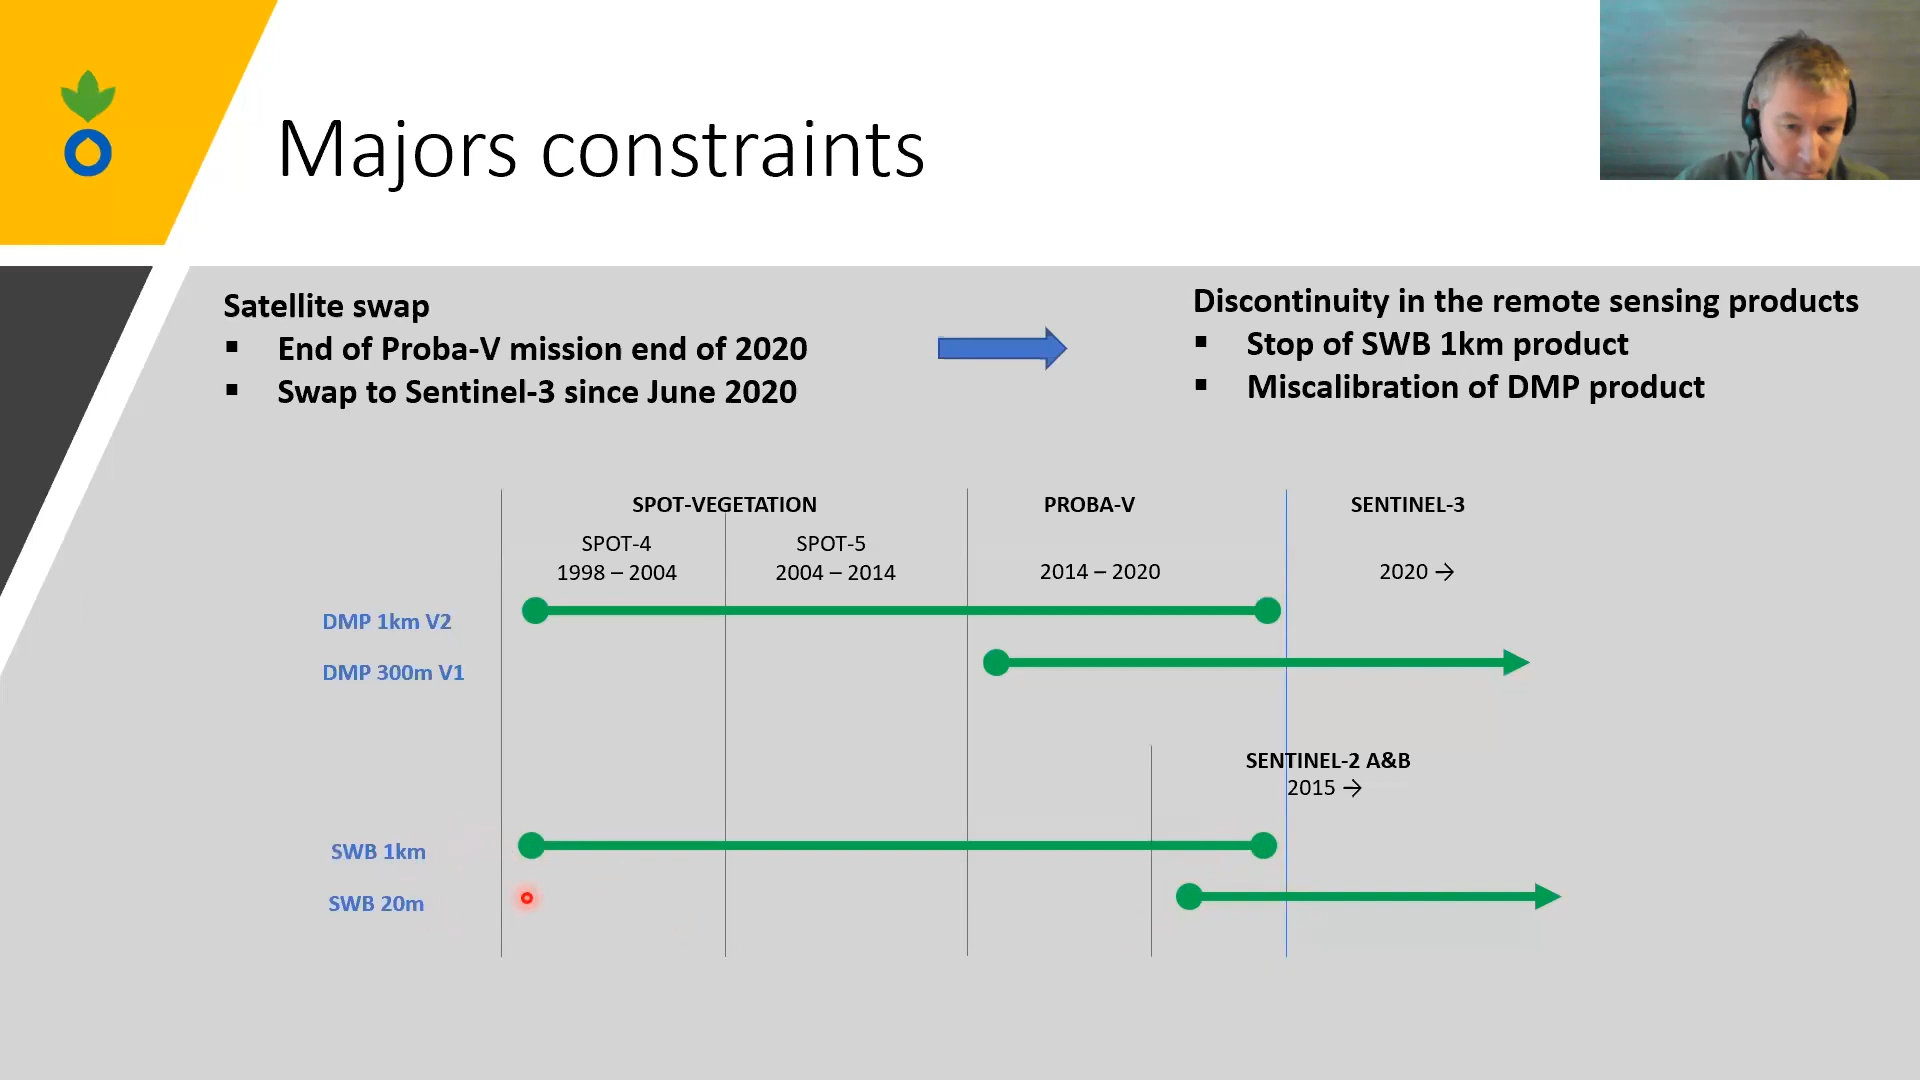 Majors constraints
Satellite swap
▪ End of Proba-V mission end of 2020
▪ Swap to Sentinel-3 since June 2020
Discontinuity in the remote sensing products
▪ Stop of SWB 1km product
▪ Miscalibration of DMP product
SPOT-VEGETATION
PROBA-V
SENTINEL-3
SPOT-4
SPOT-5
1998 – 2004
2004 – 2014
2014 – 2020
2020 →
DMP 1km V2
DMP 300m V1
SENTINEL-2 A&B
2015 →
SWB 1km
SWB 20m